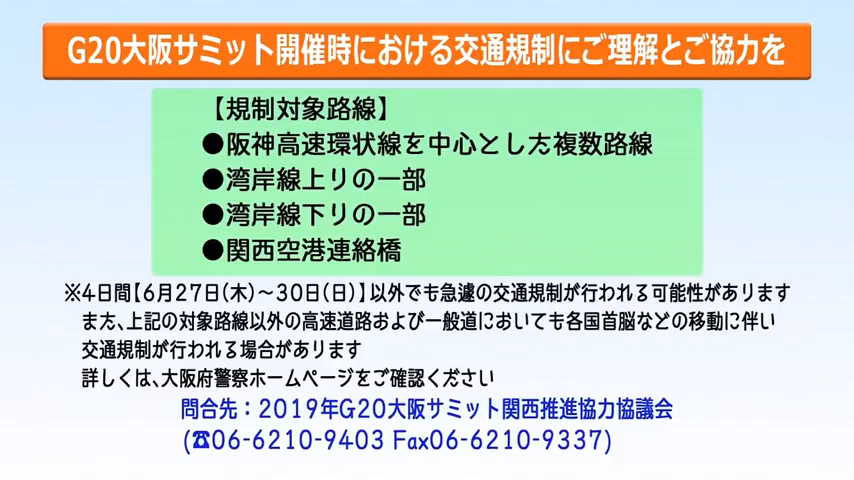 G20大阪サミット開催時における交通規制にご理解とご協力を
【規制対象路線】
●阪神高速環状線を中心とした複数路線
●湾岸線上りの一部
●湾岸線下りの一部
●関西空港連絡橋
※4日間【6月27日(木)～30日(日)】以外でも急遽の交通規制が行われる可能性があります
また、上記の対象路線以外の高速道路および一般道においても各国首脳などの移動に伴い
交通規制が行われる場合があります
詳しくは、大阪府警察ホームページをご確認ください
問合先：2019年G20大阪サミット関西推進協力協議会
(☎06-6210-9403 Fax06-6210-9337)